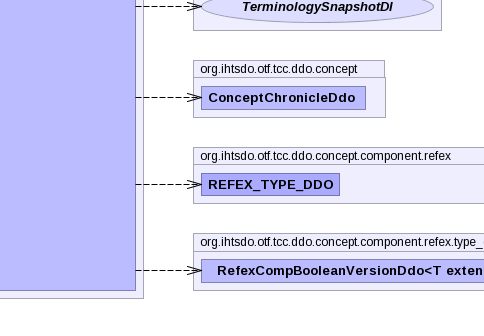 TerminologySnapshotDI
org.ihtsdo.otf.tcc.ddo.concept
ConceptChronicleDdo
org.ihtsdo.otf.tcc.ddo.concept.component.refex
REFEX_TYPE_DDO
org.ihtsdo.otf.tcc.ddo.concept.component.refex.type_
RefexCompBooleanVersionDdo<T exten